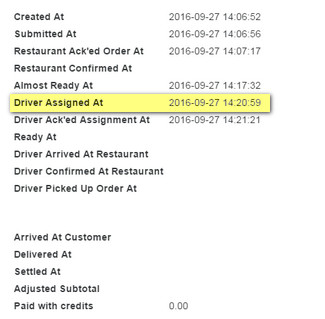 Created At 2016-09-27 14:06:52
Submitted At 2016-09-27 14:06:56
Restaurant Ack'ed Order At 2016-09-27 14:07:17
Restaurant Confirmed At
Almost Ready At 2016-09-27 14:17:32
Driver Assigned At 2016-09-27 14:20:59
Driver Ack'ed Assignment At 2016-09-27 14:21:21
Ready At
Driver Arrived At Restaurant
Driver Confirmed At Restaurant
Driver Picked Up Order At
Arrived At Customer
Delivered At
Settled At
Adjusted Subtotal
Paid with credits 0.00